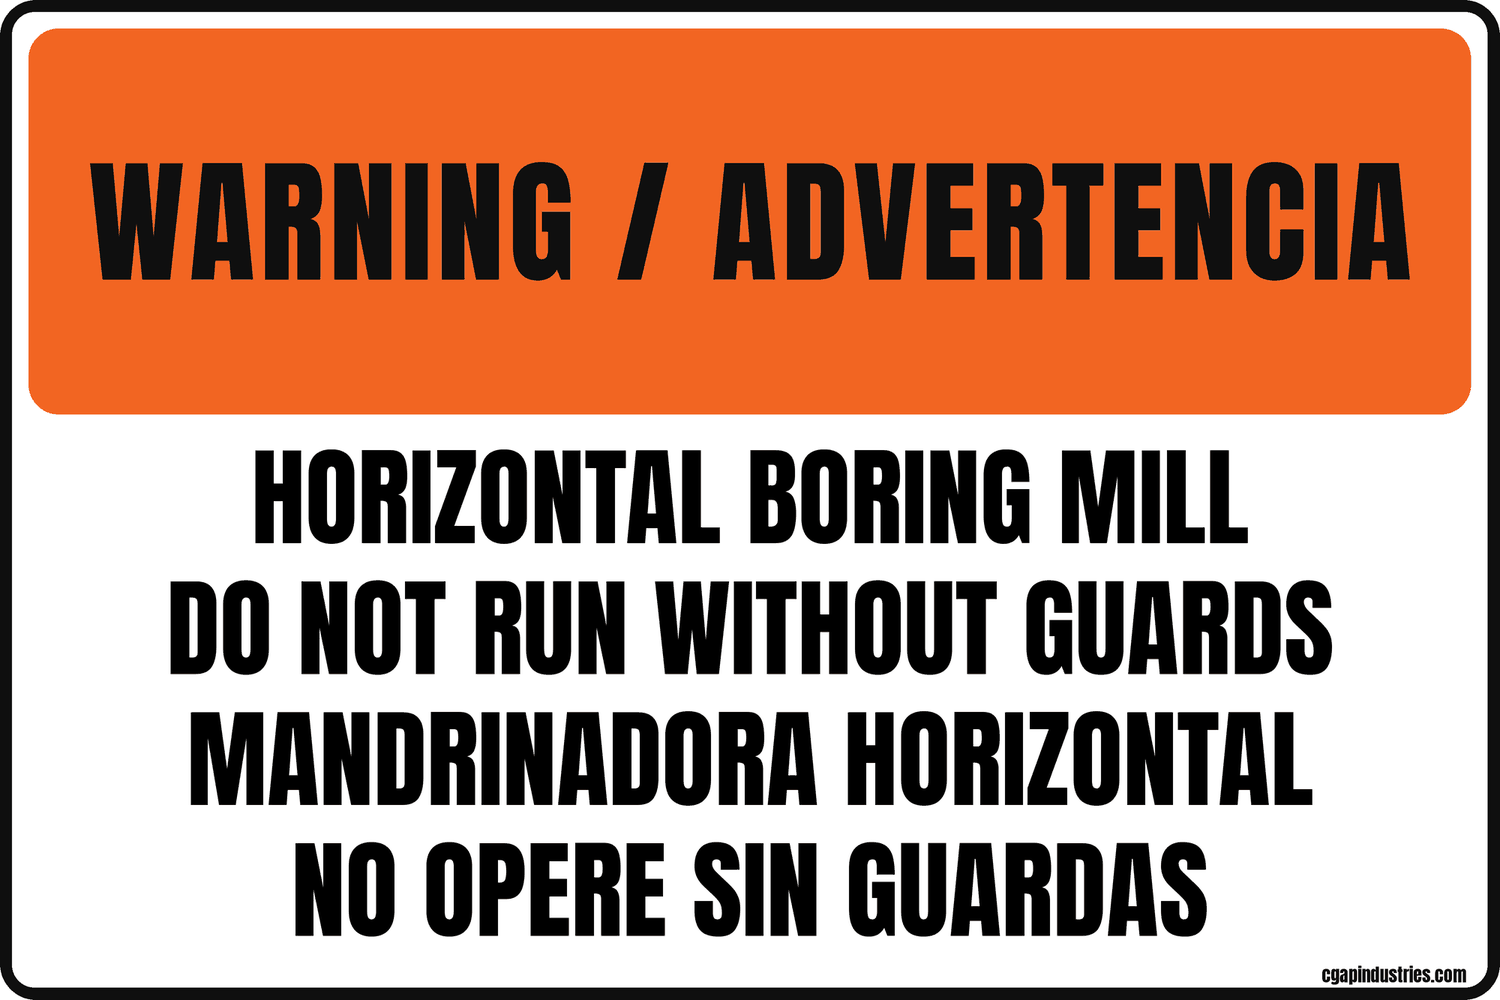 WARNING / ADVERTENCIA
HORIZONTAL BORING MILL
DO NOT RUN WITHOUT GUARDS
MANDRINADORA HORIZONTAL
NO OPERE SIN GUARDAS
cgapindustries.com